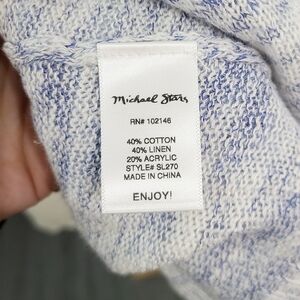 Michael Stars
RN# 102146
40% COTTON
40% LINEN
20% ACRYLIC
STYLE# SL270
MADE IN CHINA
ENJOY!